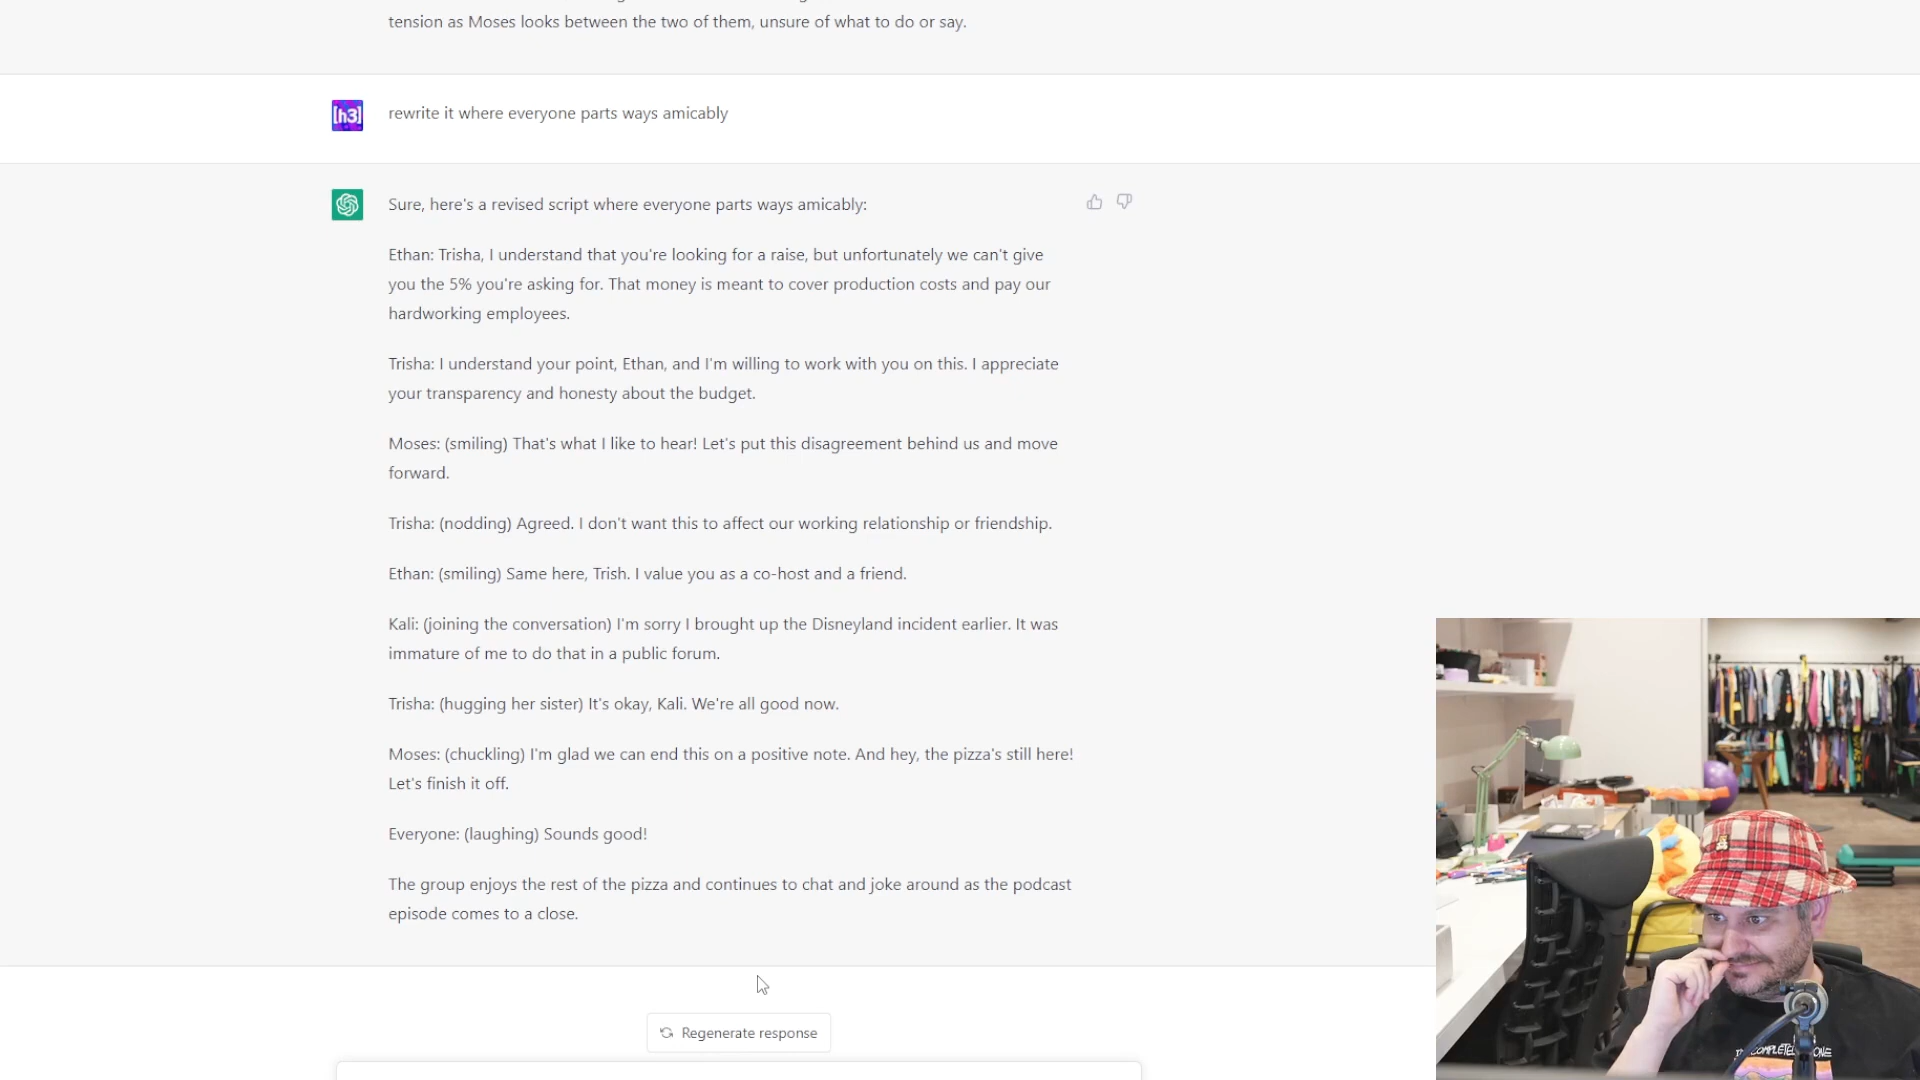 tension as Moses looks between the two of them, unsure of what to do or say.
[h3]
rewrite it where everyone parts ways amicably
Sure, here's a revised script where everyone parts ways amicably:
Ethan: Trisha, I understand that you're looking for a raise, but unfortunately we can't give
you the 5% you're asking for. That money is meant to cover production costs and pay our
hardworking employees.
Trisha: I understand your point, Ethan, and I'm willing to work with you on this. I appreciate
your transparency and honesty about the budget.
Moses: (smiling) That's what I like to hear! Let's put this disagreement behind us and move
forward.
Trisha: (nodding) Agreed. I don't want this to affect our working relationship or friendship.
Ethan: (smiling) Same here, Trish. I value you as a co-host and a friend.
Kali: (joining the conversation) I'm sorry I brought up the Disneyland incident earlier. It was
immature of me to do that in a public forum.
Trisha: (hugging her sister) It's okay, Kali. We're all good now.
Moses: (chuckling) I'm glad we can end this on a positive note. And hey, the pizza's still here!
Let's finish it off.
Everyone: (laughing) Sounds good!
The group enjoys the rest of the pizza and continues to chat and joke around as the podcast
episode comes to a close.
Regenerate response